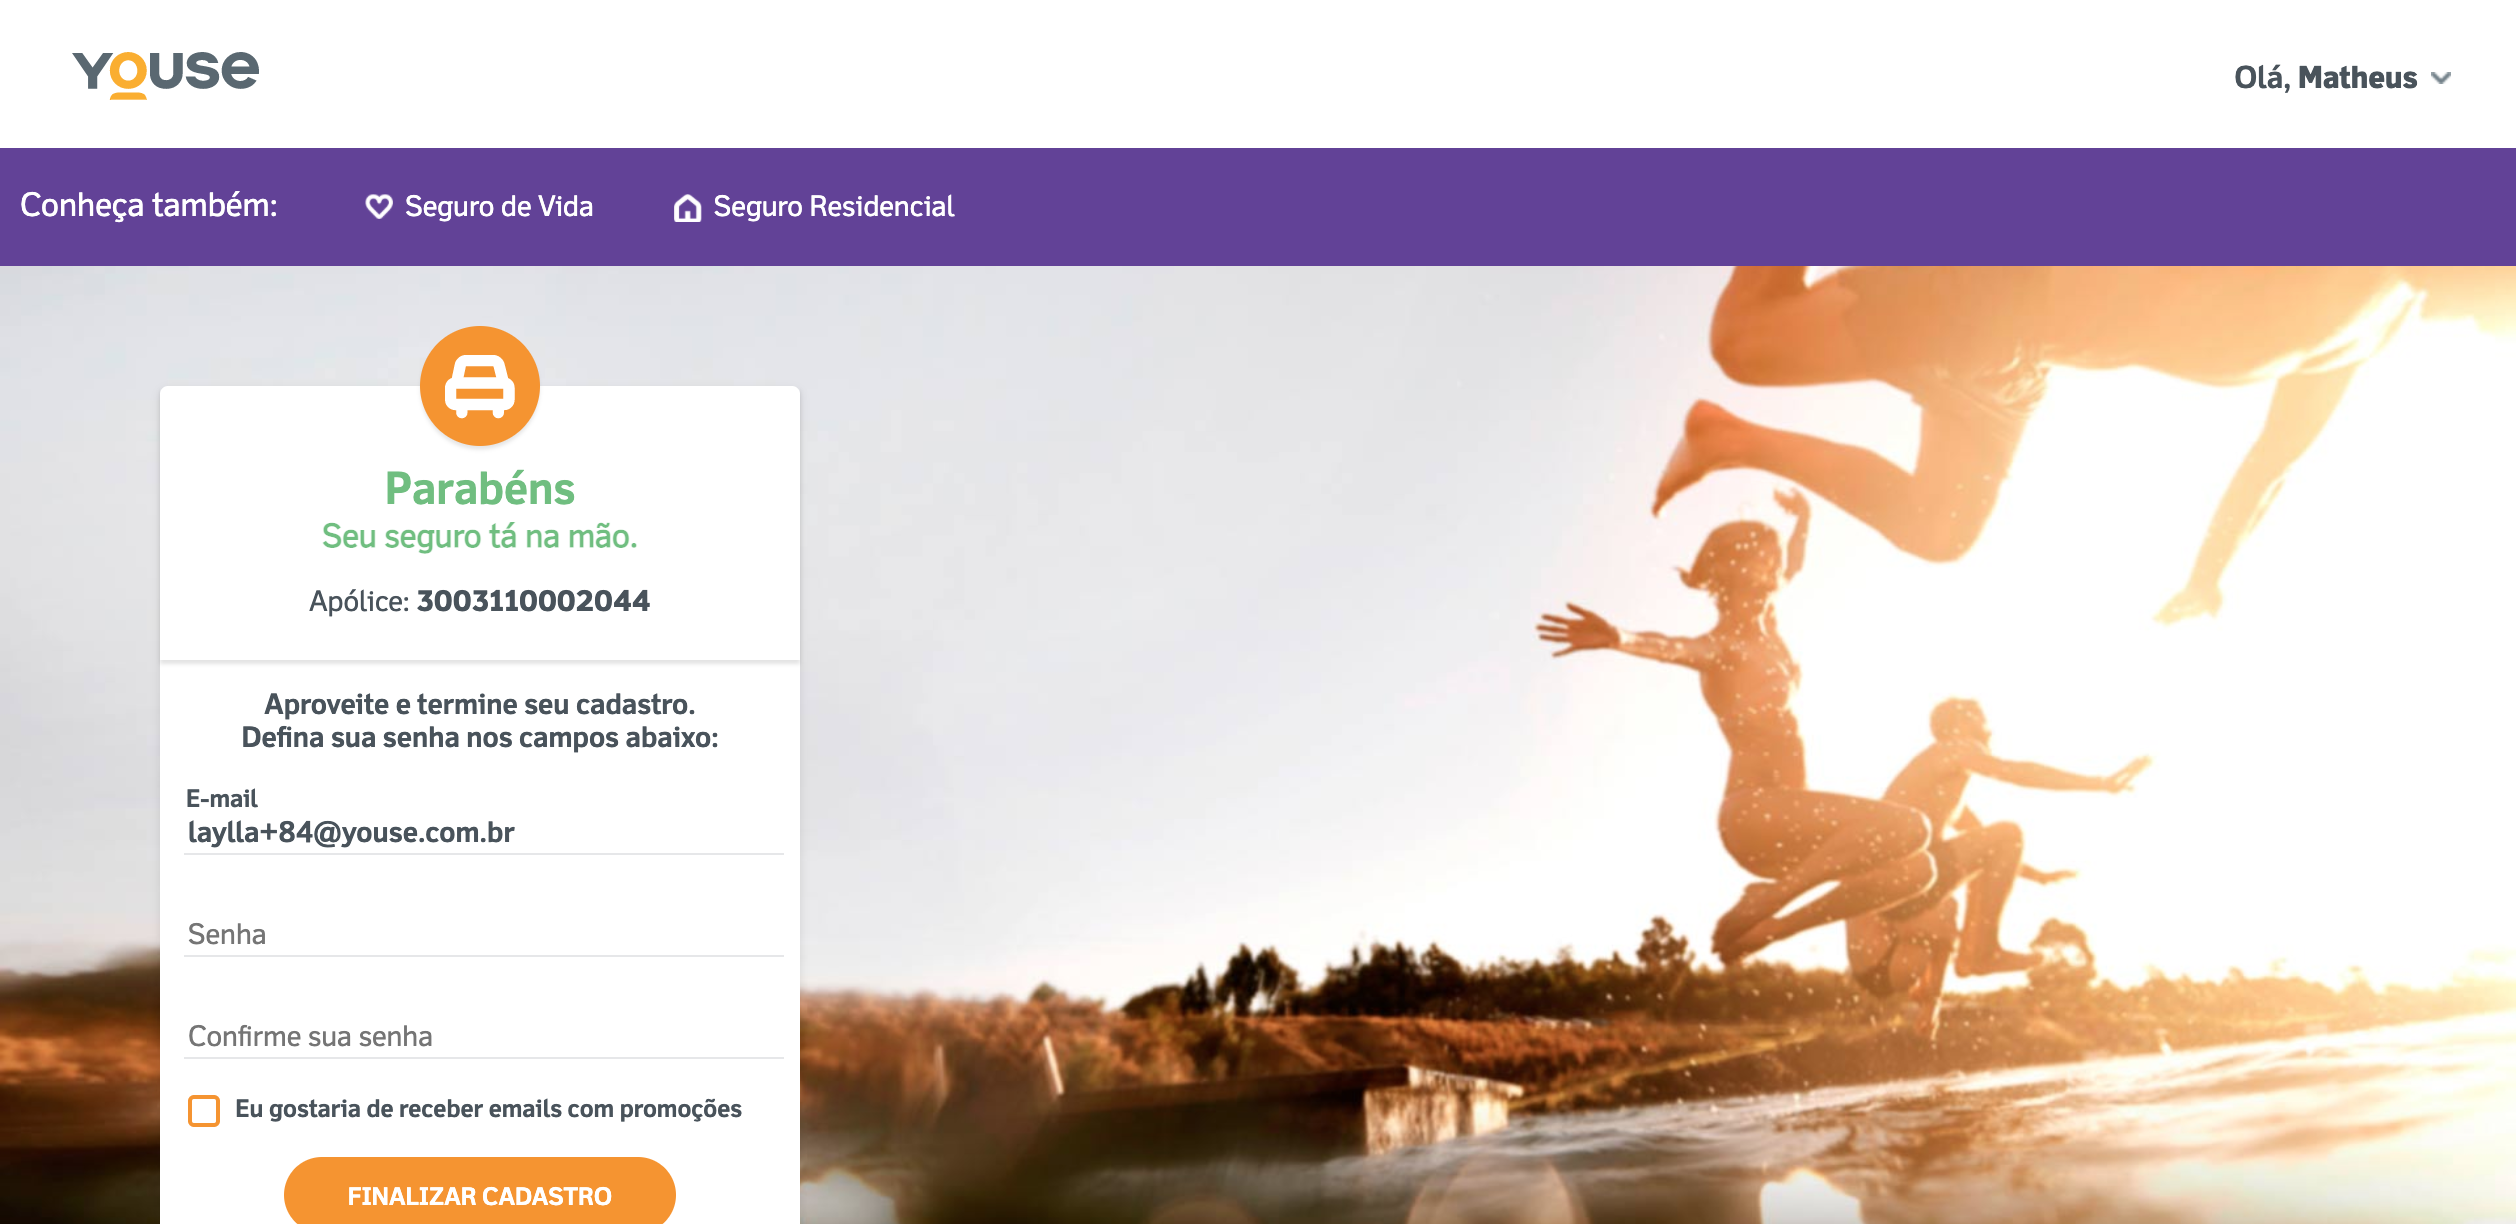 Youse
Olá, Matheus
Conheça também:
Seguro de Vida
Seguro Residencial
Parabéns
Seu seguro tá na mão.
Apólice: 3003110002044
Aproveite e termine seu cadastro.
Defina sua senha nos campos abaixo:
E-mail
laylla+84@youse.com.br
Senha
Confirme sua senha
Eu gostaria de receber emails com promoções
FINALIZAR CADASTRO